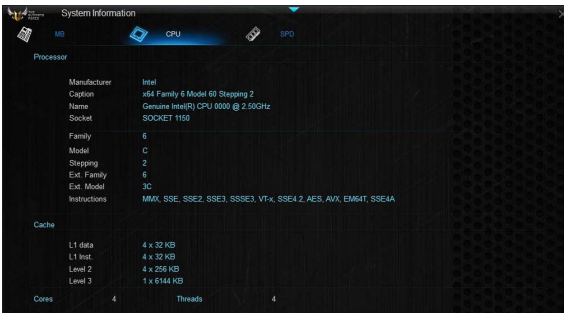 THE ULTIMATE FORCE
System Information
MB CPU SPD
Processor
Manufacturer Intel
Caption x64 Family 6 Model 60 Stepping 2
Name Genuine Intel(R) CPU 0000 @ 2.50GHz
Socket SOCKET 1150
Family 6
Model C
Stepping 2
Ext. Family 6
Ext. Model 3C
Instructions MMX, SSE, SSE2, SSE3, SSSE3, VT-x, SSE4.2, AES, AVX, EM64T, SSE4A
Cache
L1 data 4 x 32 KB
L1 Inst. 4 x 32 KB
Level 2 4 x 256 KB
Level 3 1 x 6144 KB
Cores 4 Threads 4